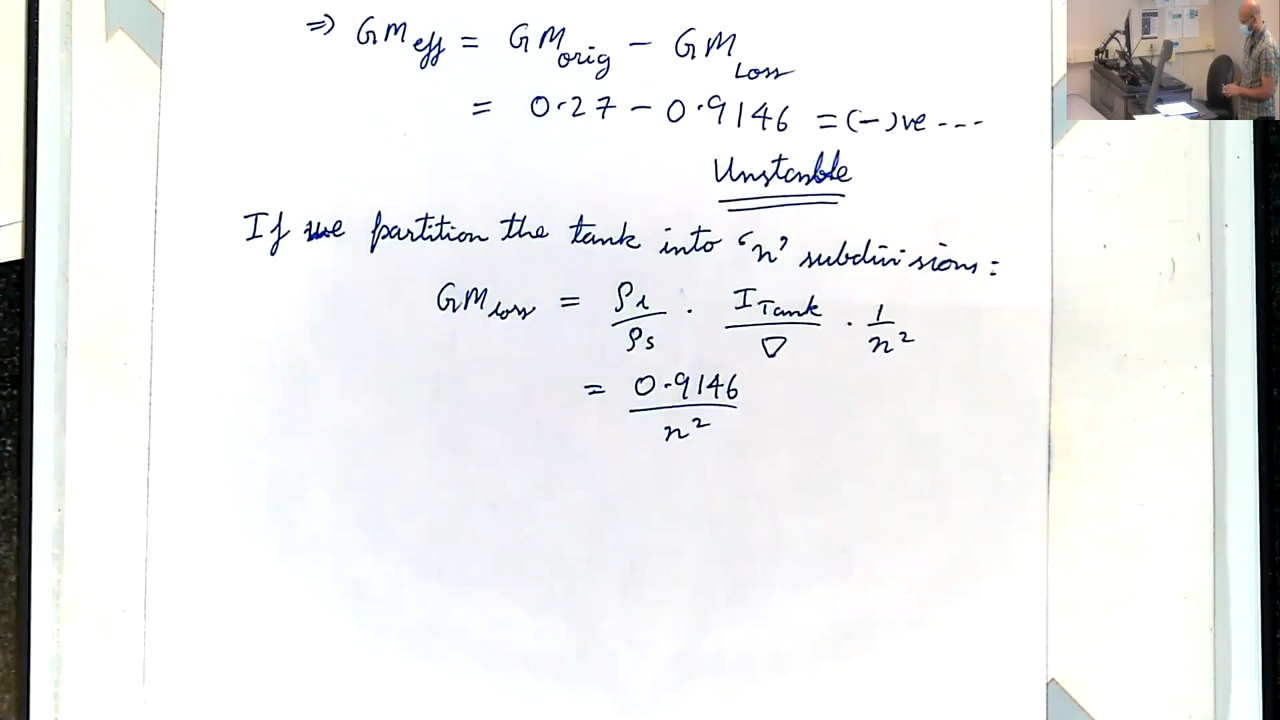 ⇒ GM_eff = GM_orig − GM_Loss
= 0.27 − 0.9146 = (−)ve ---
Unstable
If we partition the tank into 'n' subdivisions:
GM_loss = ρ_l/ρ_s · I_Tank/∇ · 1/n²
= 0.9146/n²